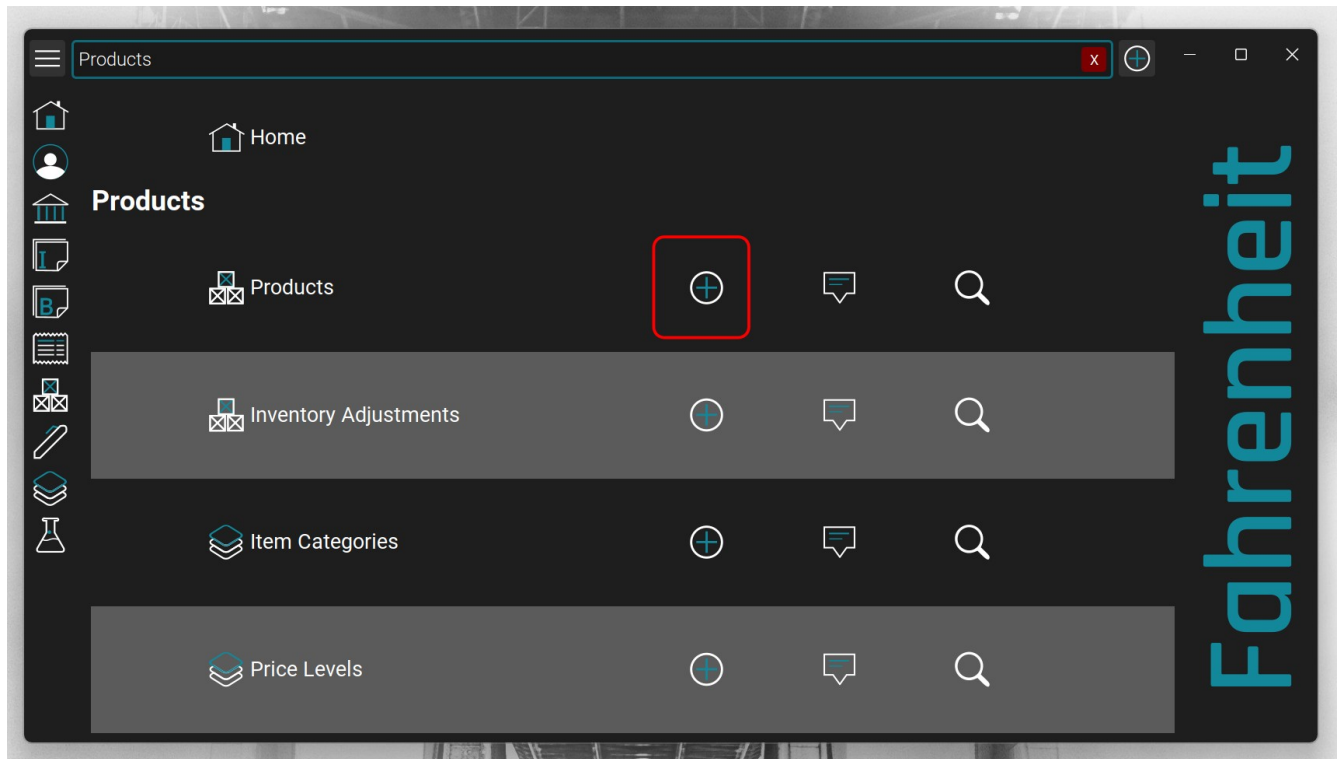 Products
X
Home
Products
I
B
Products
Inventory Adjustments
Item Categories
Price Levels
Fahrenheit